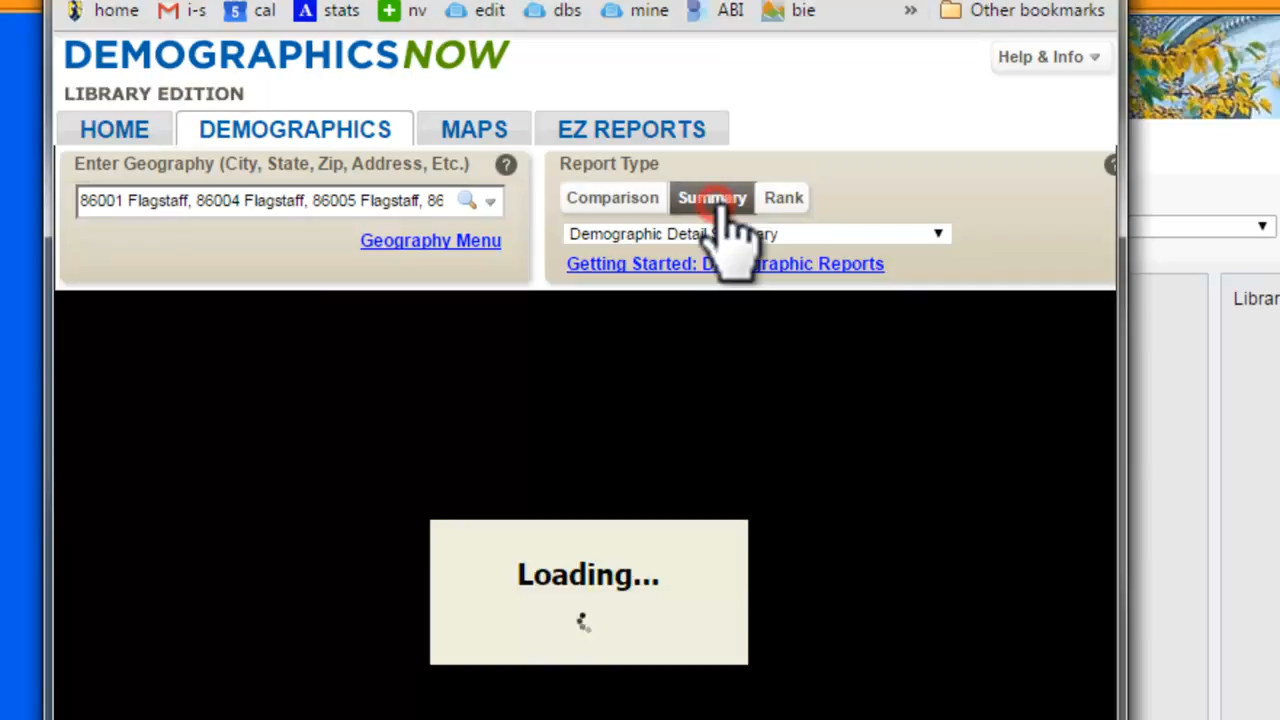 home i-s 5 cal A stats nv edit dbs mine ABI bie » Other bookmarks
DEMOGRAPHICSNOW
LIBRARY EDITION
Help & Info
HOME DEMOGRAPHICS MAPS EZ REPORTS
Enter Geography (City, State, Zip, Address, Etc.) ?
Report Type ?
86001 Flagstaff, 86004 Flagstaff, 86005 Flagstaff, 86
Comparison Summary Rank
Geography Menu
Demographic Detail
Getting Started: Reports
Loading...